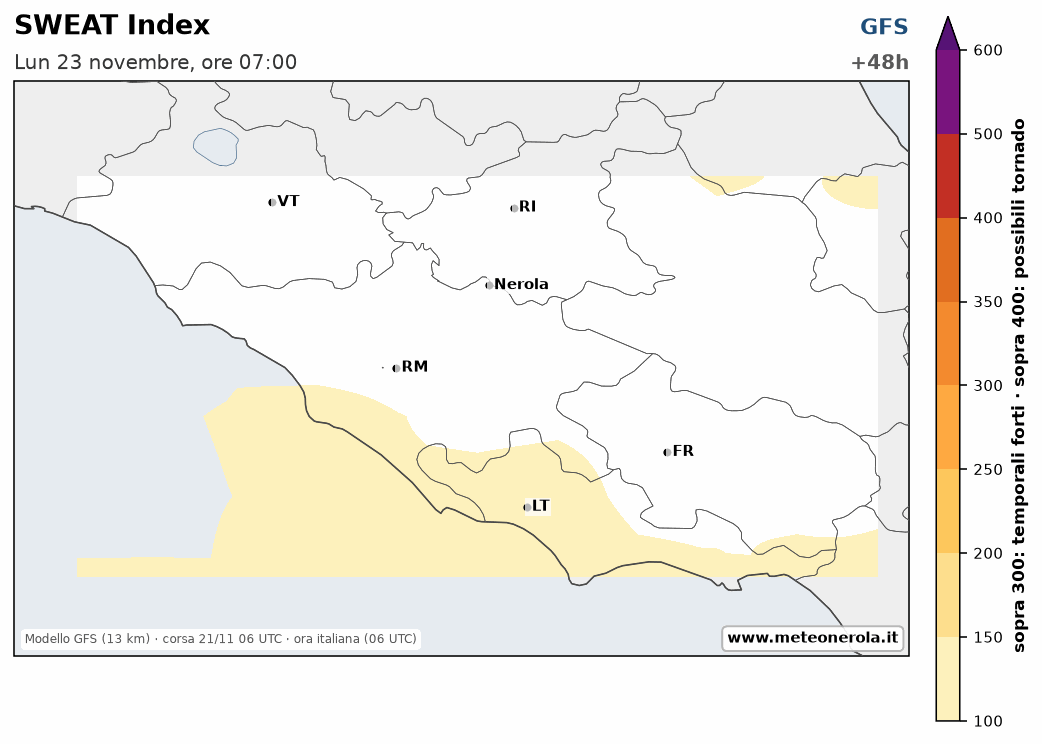 SWEAT Index
GFS
Lun 23 novembre, ore 07:00
+48h
VT
RI
Nerola
RM
FR
LT
Modello GFS (13 km) · corsa 21/11 06 UTC · ora italiana (06 UTC)
www.meteonerola.it
600
500
400
350
300
250
200
150
100
sopra 300: temporali forti · sopra 400: possibili tornado